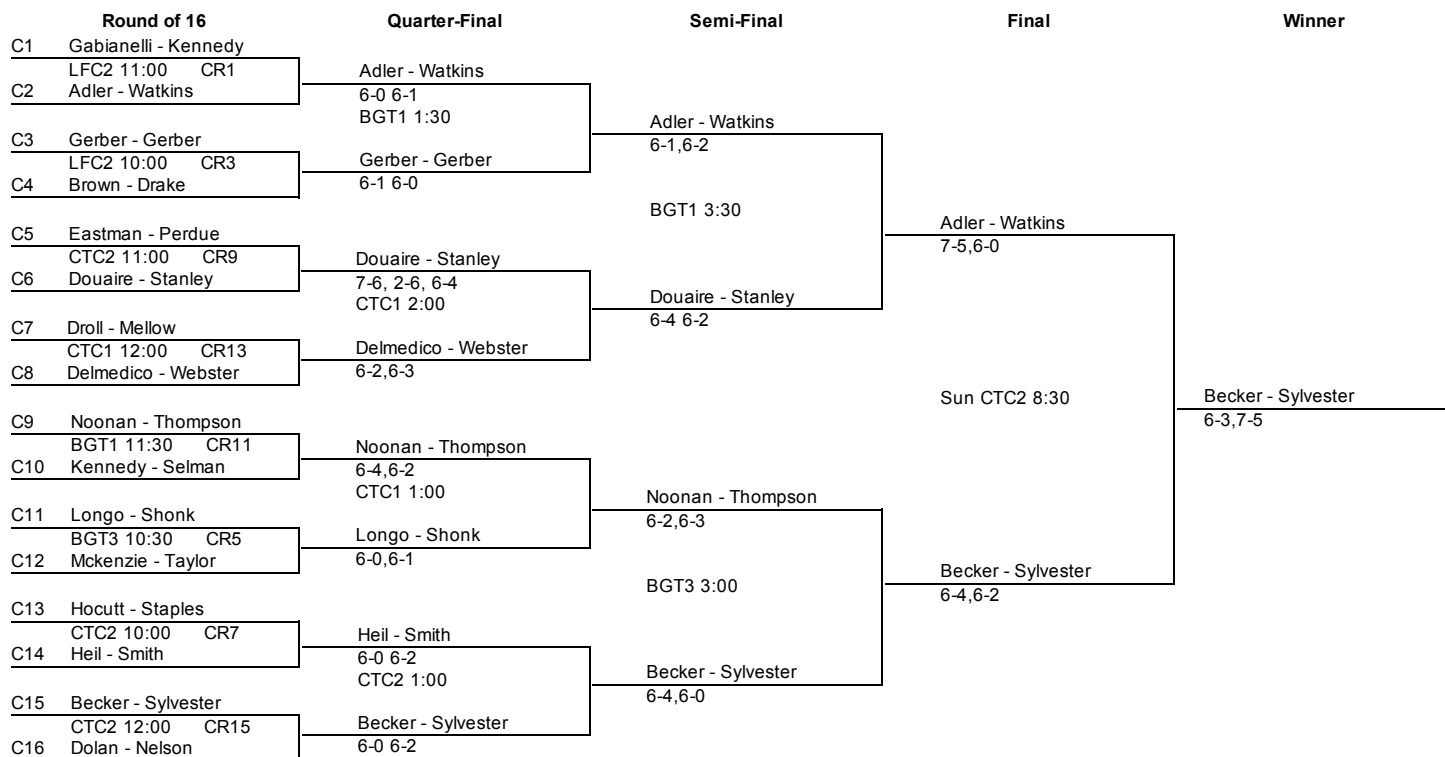 Round of 16 Quarter-Final Semi-Final Final Winner
C1 Gabianelli - Kennedy
LFC2 11:00 CR1
C2 Adler - Watkins
C3 Gerber - Gerber
LFC2 10:00 CR3
C4 Brown - Drake
C5 Eastman - Perdue
CTC2 11:00 CR9
C6 Douaire - Stanley
C7 Droll - Mellow
CTC1 12:00 CR13
C8 Delmedico - Webster
C9 Noonan - Thompson
BGT1 11:30 CR11
C10 Kennedy - Selman
C11 Longo - Shonk
BGT3 10:30 CR5
C12 Mckenzie - Taylor
C13 Hocutt - Staples
CTC2 10:00 CR7
C14 Heil - Smith
C15 Becker - Sylvester
CTC2 12:00 CR15
C16 Dolan - Nelson
Adler - Watkins
6-0 6-1
BGT1 1:30
Gerber - Gerber
6-1 6-0
Douaire - Stanley
7-6, 2-6, 6-4
CTC1 2:00
Delmedico - Webster
6-2,6-3
Noonan - Thompson
6-4,6-2
CTC1 1:00
Longo - Shonk
6-0,6-1
Heil - Smith
6-0 6-2
CTC2 1:00
Becker - Sylvester
6-0 6-2
Adler - Watkins
6-1,6-2
BGT1 3:30
Douaire - Stanley
6-4 6-2
Noonan - Thompson
6-2,6-3
BGT3 3:00
Becker - Sylvester
6-4,6-0
Adler - Watkins
7-5,6-0
Sun CTC2 8:30
Becker - Sylvester
6-4,6-2
Becker - Sylvester
6-3,7-5